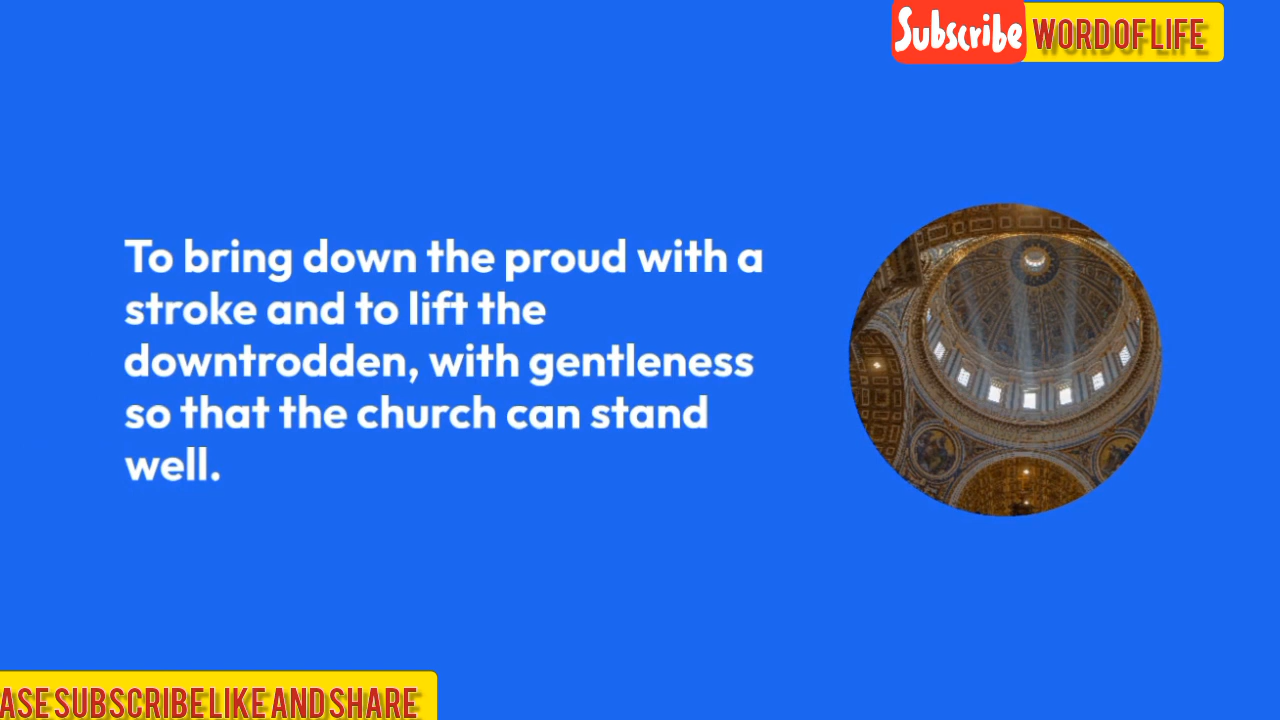 Subscribe WORD OF LIFE
To bring down the proud with a
stroke and to lift the
downtrodden, with gentleness
so that the church can stand
well.
ASE SUBSCRIBE LIKE AND SHARE